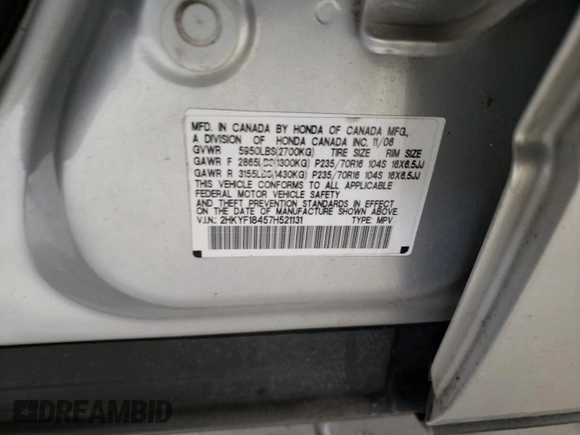 MFD. IN CANADA BY HONDA OF CANADA MFG.,
A DIVISION OF HONDA CANADA INC. 11/06
GVWR 5950LBS(2700KG) TIRE SIZE RIM SIZE
GAWR F 2865LBS(1300KG) P235/70R16 104S 16X6.5JJ
GAWR R 3155LBS(1430KG) P235/70R16 104S 16X6.5JJ
THIS VEHICLE CONFORMS TO ALL APPLICABLE
FEDERAL MOTOR VEHICLE SAFETY
AND THEFT PREVENTION STANDARDS IN EFFECT
ON THE DATE OF MANUFACTURE SHOWN ABOVE.
V.I.N.: 2HKYF18457H521131 TYPE: MPV
DREAMBID